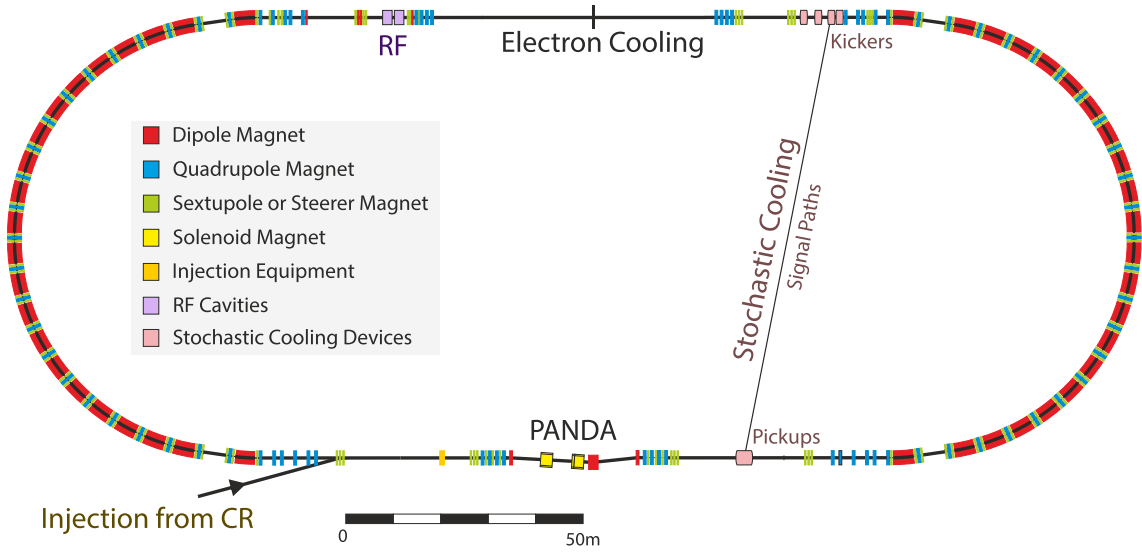 RF
Electron Cooling
Kickers
Dipole Magnet
Quadrupole Magnet
Sextupole or Steerer Magnet
Solenoid Magnet
Injection Equipment
RF Cavities
Stochastic Cooling Devices
Stochastic Cooling
Signal Paths
PANDA
Pickups
Injection from CR
0
50m